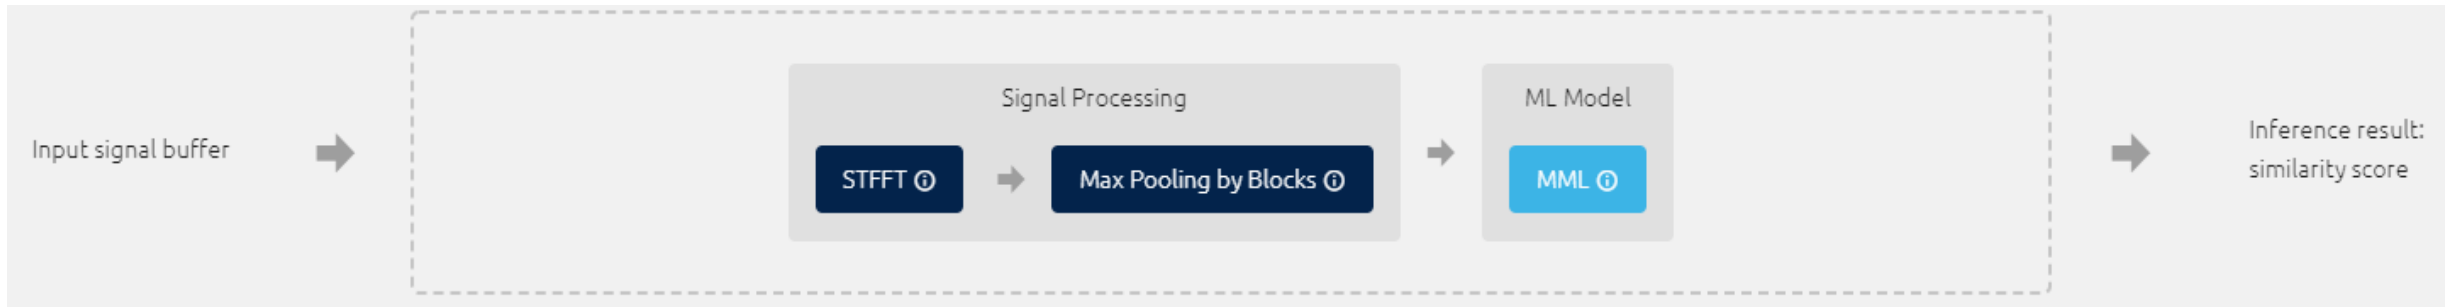 Input signal buffer
Signal Processing
STFFT
Max Pooling by Blocks
ML Model
MML
Inference result:
similarity score